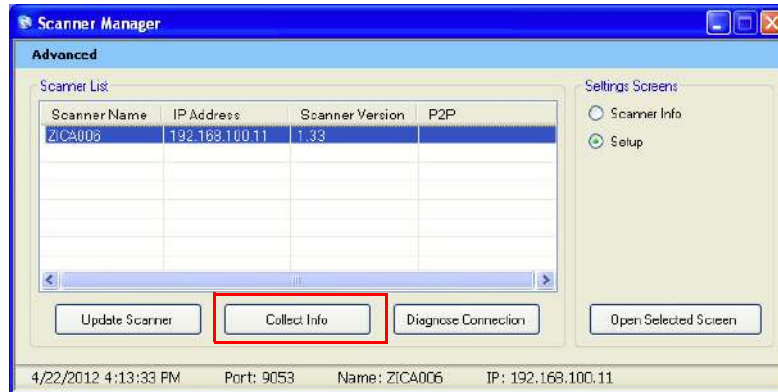 Scanner Manager
Advanced
Scanner List
Settings Screens
Scanner Name IP Address Scanner Version P2P
ZICA006 192.168.100.11 1.33
Scanner Info
Setup
Update Scanner Collect Info Diagnose Connection Open Selected Screen
4/22/2012 4:13:33 PM Port: 9053 Name: ZICA006 IP: 192.168.100.11